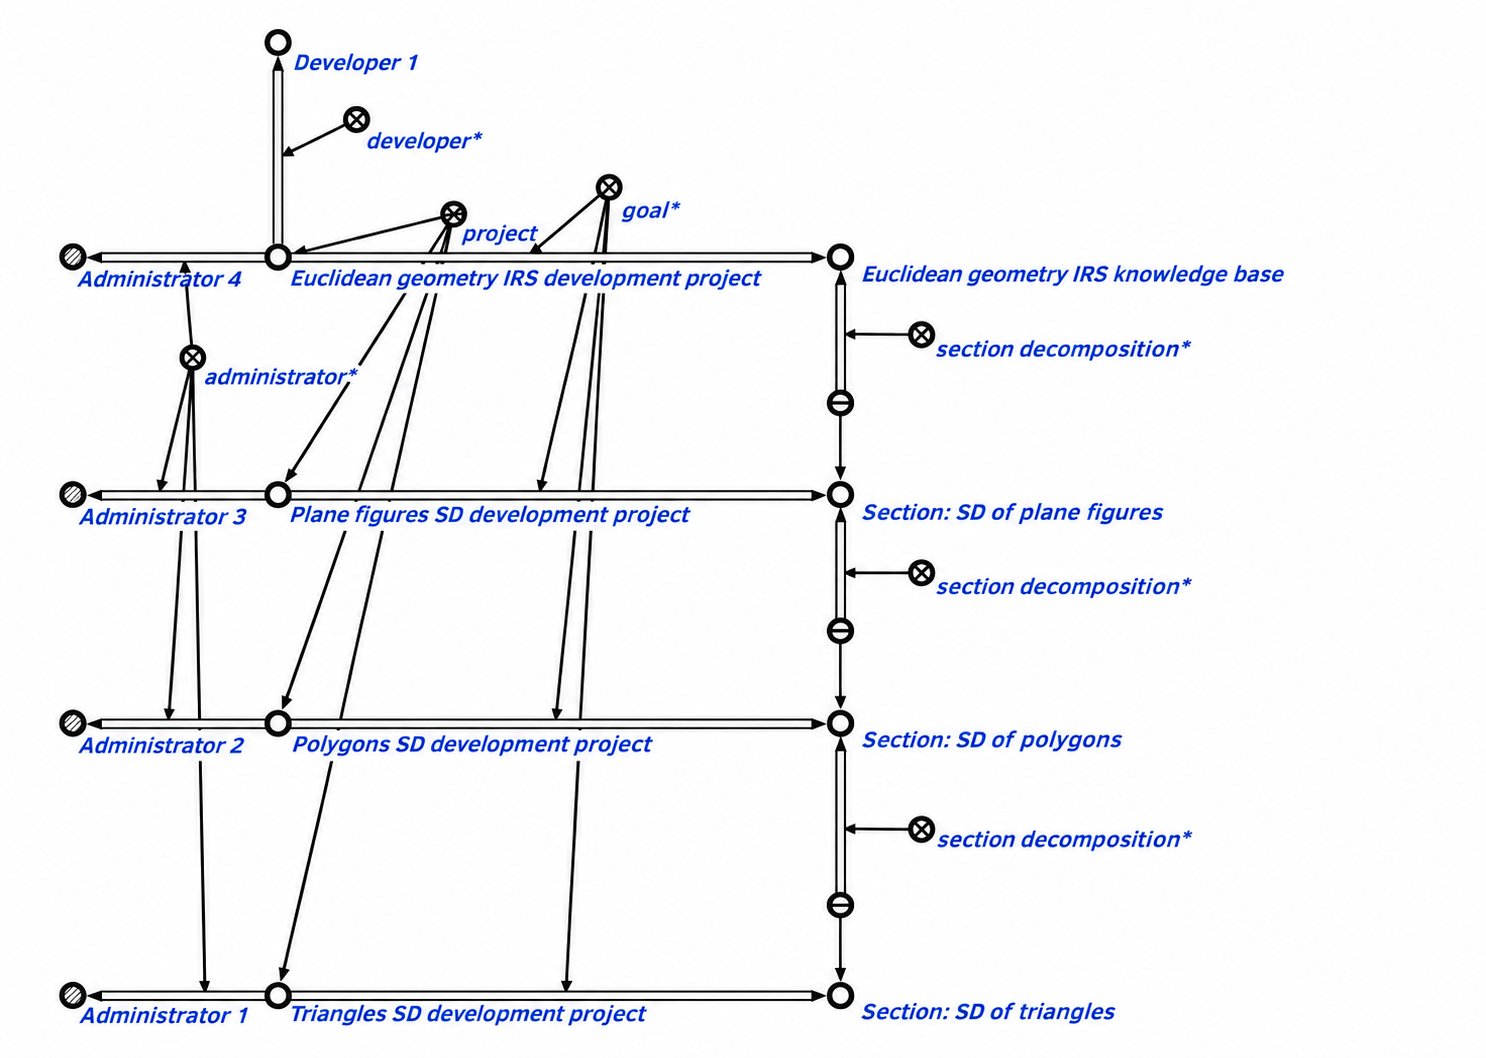 Developer 1
developer*
goal*
project
Administrator 4
Euclidean geometry IRS development project
Euclidean geometry IRS knowledge base
section decomposition*
administrator*
Administrator 3
Plane figures SD development project
Section: SD of plane figures
section decomposition*
Administrator 2
Polygons SD development project
Section: SD of polygons
section decomposition*
Administrator 1
Triangles SD development project
Section: SD of triangles